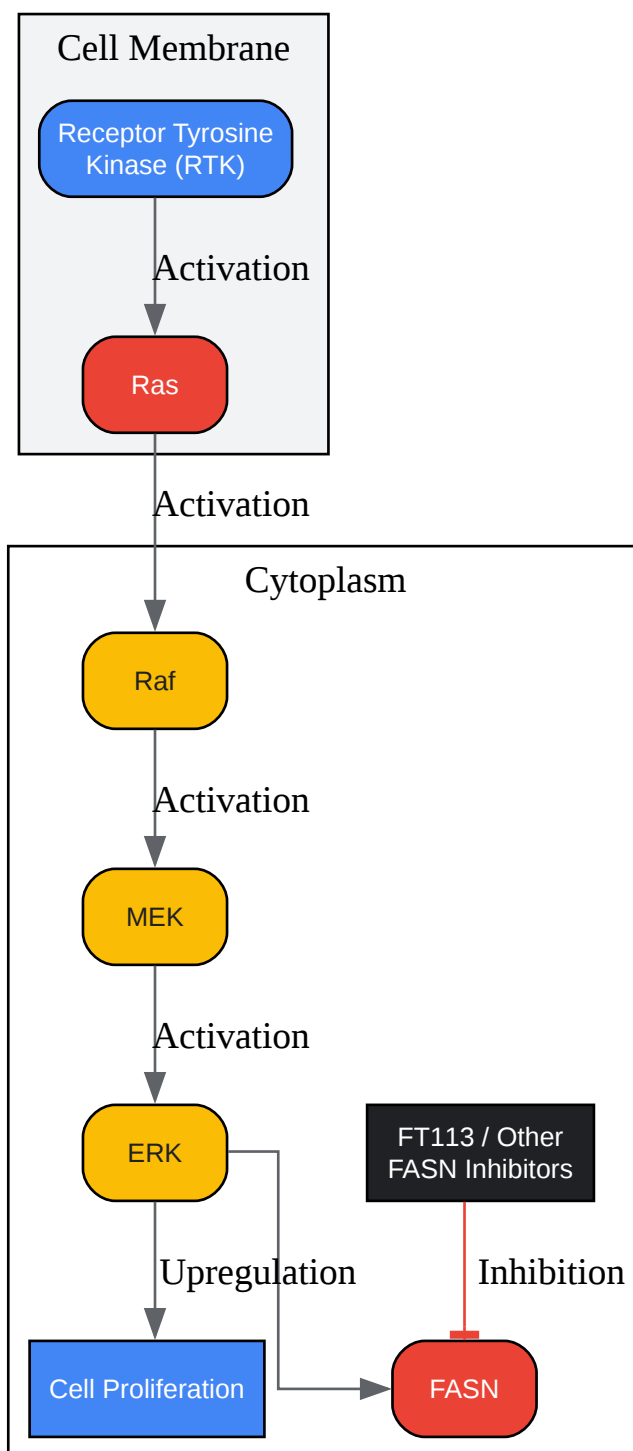 Cell Membrane
Receptor Tyrosine
Kinase (RTK)
Activation
Ras
Activation
Cytoplasm
Raf
Activation
MEK
Activation
ERK
FT113 / Other
FASN Inhibitors
Upregulation
Inhibition
Cell Proliferation
FASN